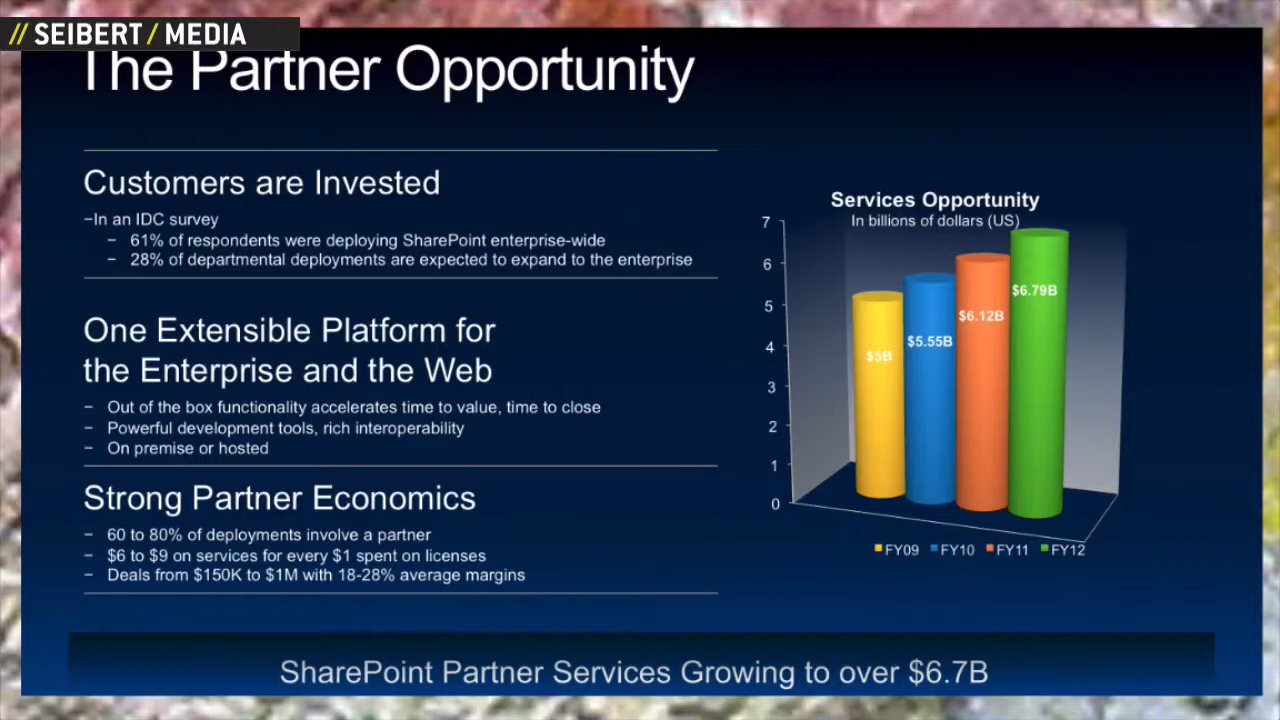 // SEIBERT / MEDIA
The Partner Opportunity
Customers are Invested
–In an IDC survey
– 61% of respondents were deploying SharePoint enterprise-wide
– 28% of departmental deployments are expected to expand to the enterprise
One Extensible Platform for
the Enterprise and the Web
– Out of the box functionality accelerates time to value, time to close
– Powerful development tools, rich interoperability
– On premise or hosted
Strong Partner Economics
– 60 to 80% of deployments involve a partner
– $6 to $9 on services for every $1 spent on licenses
– Deals from $150K to $1M with 18-28% average margins
Services Opportunity
In billions of dollars (US)
7
6
5
4
3
2
1
0
$5B
$5.55B
$6.12B
$6.79B
FY09 FY10 FY11 FY12
SharePoint Partner Services Growing to over $6.7B